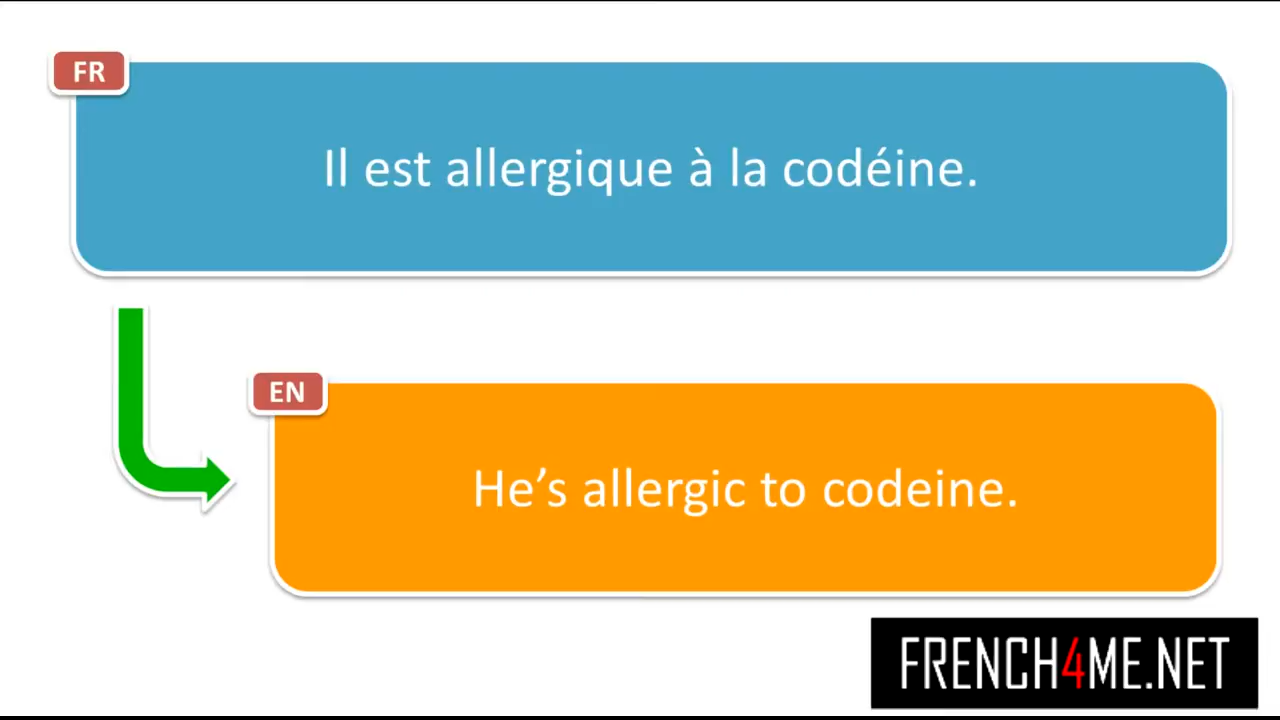 FR
Il est allergique à la codéine.
EN
He’s allergic to codeine.
FRENCH4ME.NET